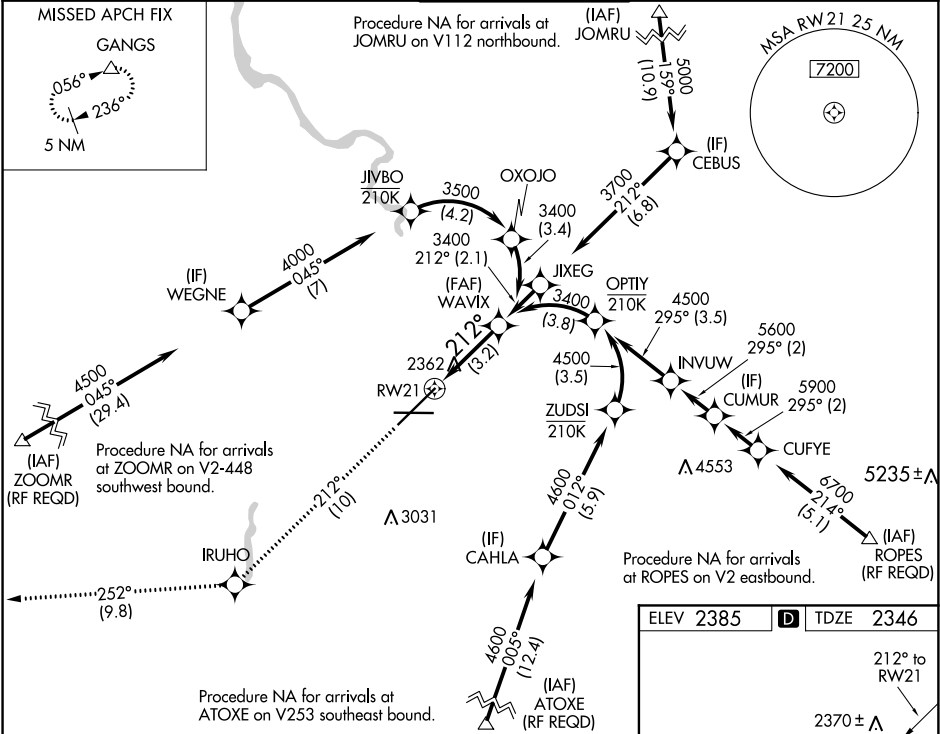 MISSED APCH FIX
GANGS
056°
236°
5 NM
Procedure NA for arrivals at
JOMRU on V112 northbound.
(IAF)
JOMRU
5000
159°
(10.9)
MSA RW21 25 NM
7200
(IF)
CEBUS
3700
212°
(6.8)
JIVBO
210K
3500
(4.2)
OXOJO
3400
(3.4)
3400
212° (2.1)
4000
045°
(7)
(IF)
WEGNE
(FAF)
WAVIX
JIXEG
3400
(3.8)
OPTIY
210K
4500
295° (3.5)
212°
(3.2)
2362
RW21
4500
(3.5)
INVUW
5600
295° (2)
(IF)
CUMUR
5900
295° (2)
4500
045°
(29.4)
(IAF)
ZOOMR
(RF REQD)
Procedure NA for arrivals
at ZOOMR on V2-448
southwest bound.
ZUDSI
210K
CUFYE
4553
5235±
212°
(10)
3031
4600
012°
(5.9)
6700
214°
(5.1)
(IAF)
ROPES
(RF REQD)
IRUHO
(IF)
CAHLA
Procedure NA for arrivals
at ROPES on V2 eastbound.
252°
(9.8)
4600
005°
(12.4)
ELEV 2385 D TDZE 2346
212° to
RW21
2370±
Procedure NA for arrivals at
ATOXE on V253 southeast bound.
(IAF)
ATOXE
(RF REQD)